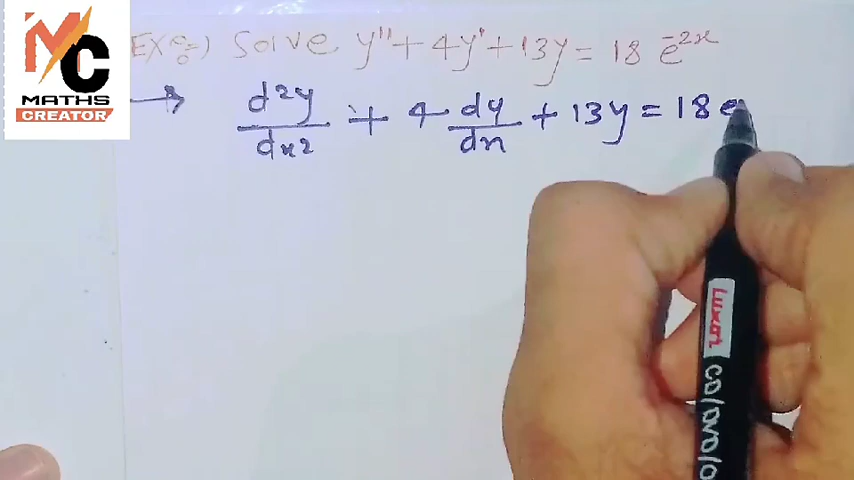 MC
MATHS
CREATOR
EX⇒) Solve y'' + 4y' + 13y = 18 e^-2x
→ d2y/dx2 + 4 dy/dx + 13y = 18 e
Luxor